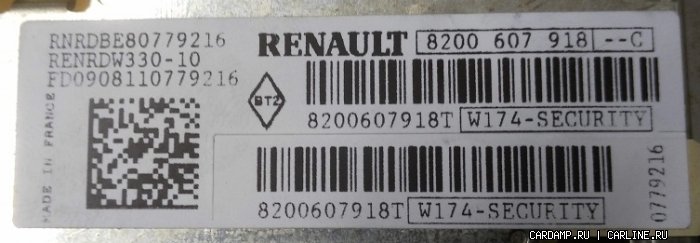 RNRDBE80779216
RENRDW330-10
FD0908110779216
RENAULT 8200 607 918 --C
BT2
8200607918T W174-SECURITY
MADE IN FRANCE
8200607918T W174-SECURITY
0779216
CARDAMP.RU | CARLINE.RU